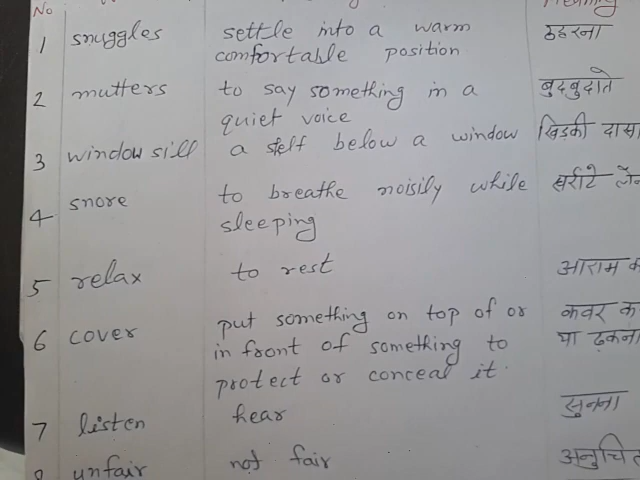 No
1 snuggles settle into a warm ठहरना
comfortable position
2 mutters to say something in a बुदबुदाते
quiet voice
3 window sill a shelf below a window खिड़की दासा
4 snore to breathe noisily while खर्राटे
sleeping
5 relax to rest आराम
6 cover put something on top of or कवर
in front of something to या ढ़कना
protect or conceal it.
7 listen hear सुनना
8 unfair not fair अनुचित